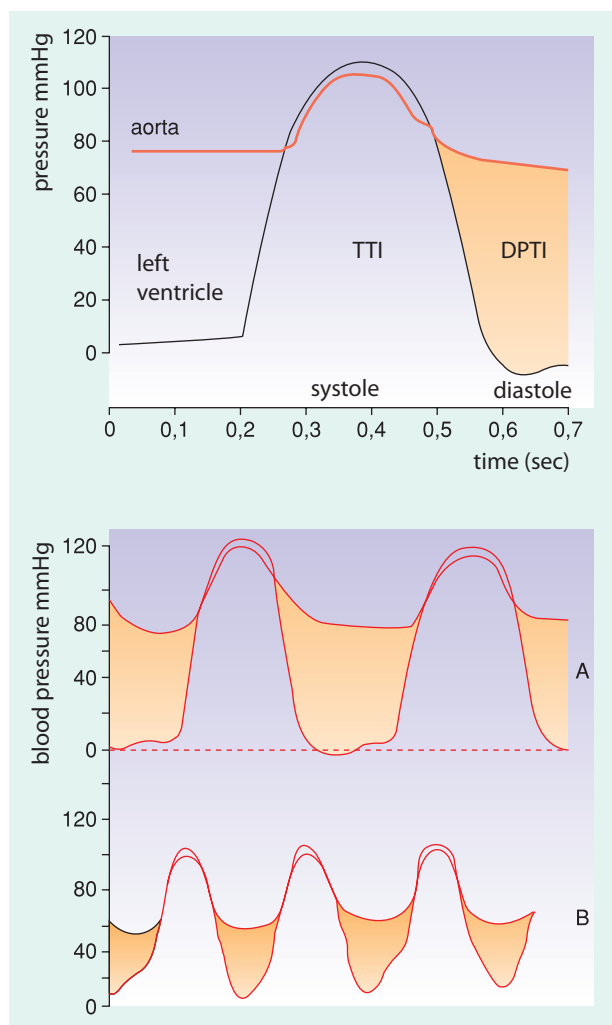 pressure mmHg
120
100
80
60
40
20
0
aorta
left
ventricle
TTI
DPTI
systole
diastole
0 0,1 0,2 0,3 0,4 0,5 0,6 0,7
time (sec)
blood pressure mmHg
120
80
40
0
A
120
80
40
0
B